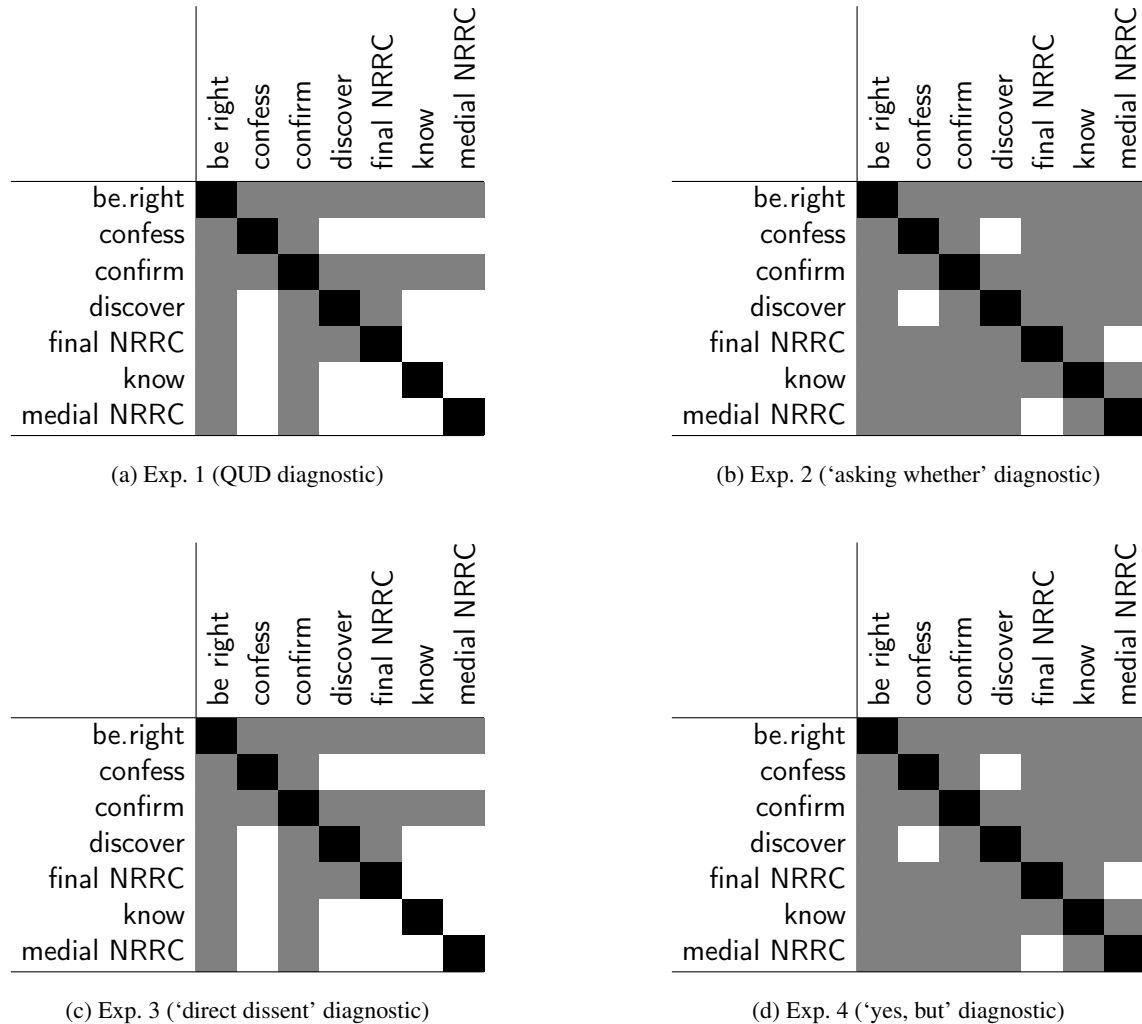 be right
confess
confirm
discover
final NRRC
know
medial NRRC
be.right
confess
confirm
discover
final NRRC
know
medial NRRC
(a) Exp. 1 (QUD diagnostic)
be right
confess
confirm
discover
final NRRC
know
medial NRRC
be.right
confess
confirm
discover
final NRRC
know
medial NRRC
(b) Exp. 2 (‘asking whether’ diagnostic)
be right
confess
confirm
discover
final NRRC
know
medial NRRC
be.right
confess
confirm
discover
final NRRC
know
medial NRRC
(c) Exp. 3 (‘direct dissent’ diagnostic)
be right
confess
confirm
discover
final NRRC
know
medial NRRC
be.right
confess
confirm
discover
final NRRC
know
medial NRRC
(d) Exp. 4 (‘yes, but’ diagnostic)